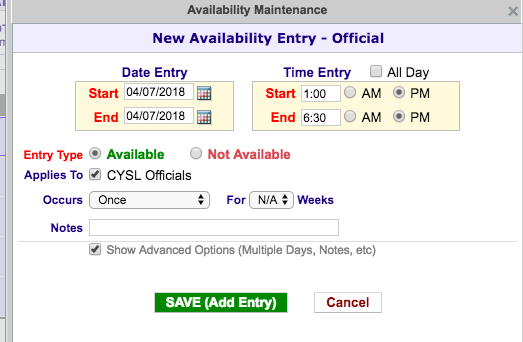 Availability Maintenance
New Availability Entry - Official
Date Entry Time Entry All Day
Start 04/07/2018 Start 1:00 AM PM
End 04/07/2018 End 6:30 AM PM
Entry Type Available Not Available
Applies To CYSL Officials
Occurs Once For N/A Weeks
Notes
Show Advanced Options (Multiple Days, Notes, etc)
SAVE (Add Entry) Cancel